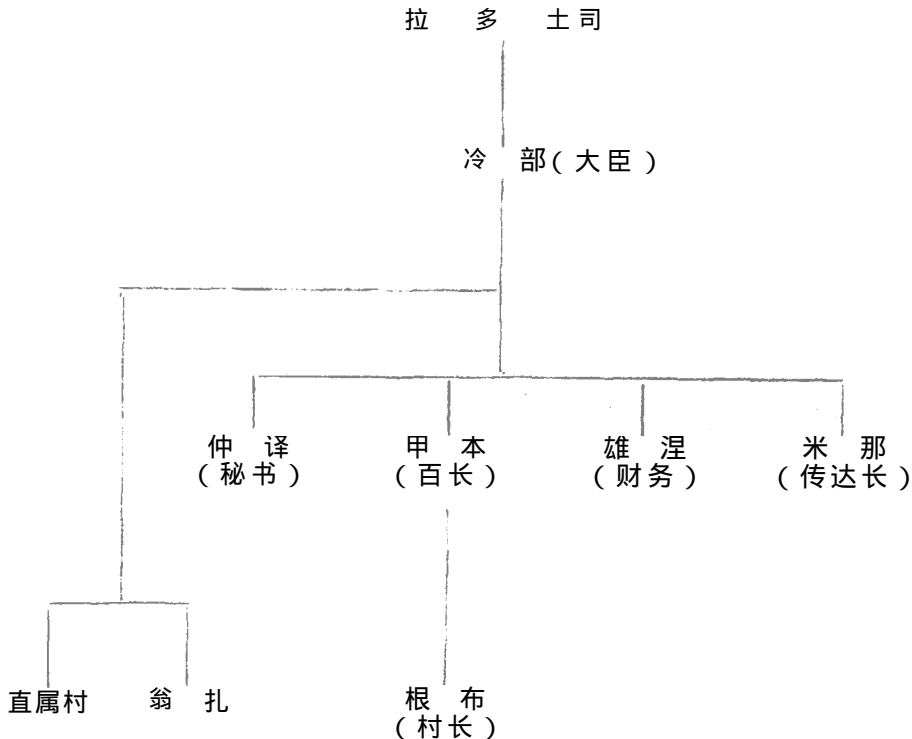 拉 多 土司
冷 部(大臣)
仲 译 甲 本 雄 涅 米 那
(秘书) (百长) (财务) (传达长)
直属村 翁 扎 根 布
(村长)